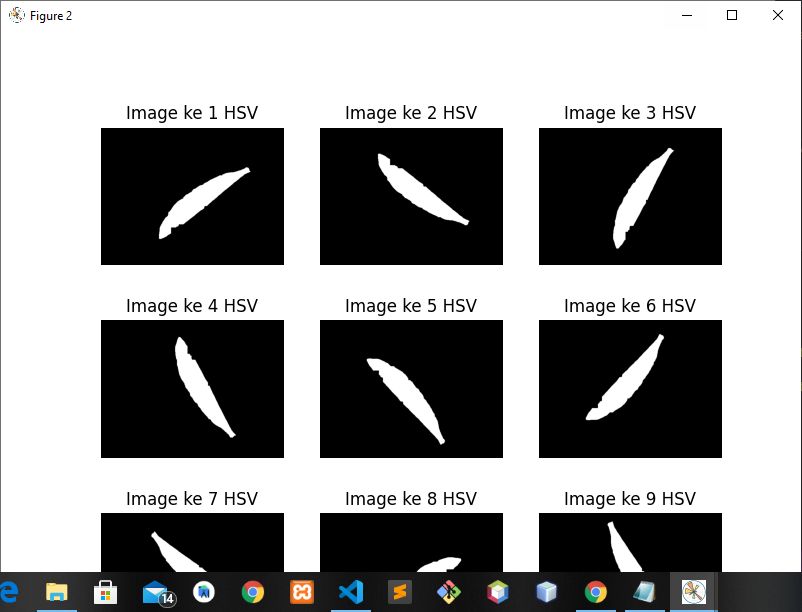 Figure 2
Image ke 1 HSV
Image ke 2 HSV
Image ke 3 HSV
Image ke 4 HSV
Image ke 5 HSV
Image ke 6 HSV
Image ke 7 HSV
Image ke 8 HSV
Image ke 9 HSV
14